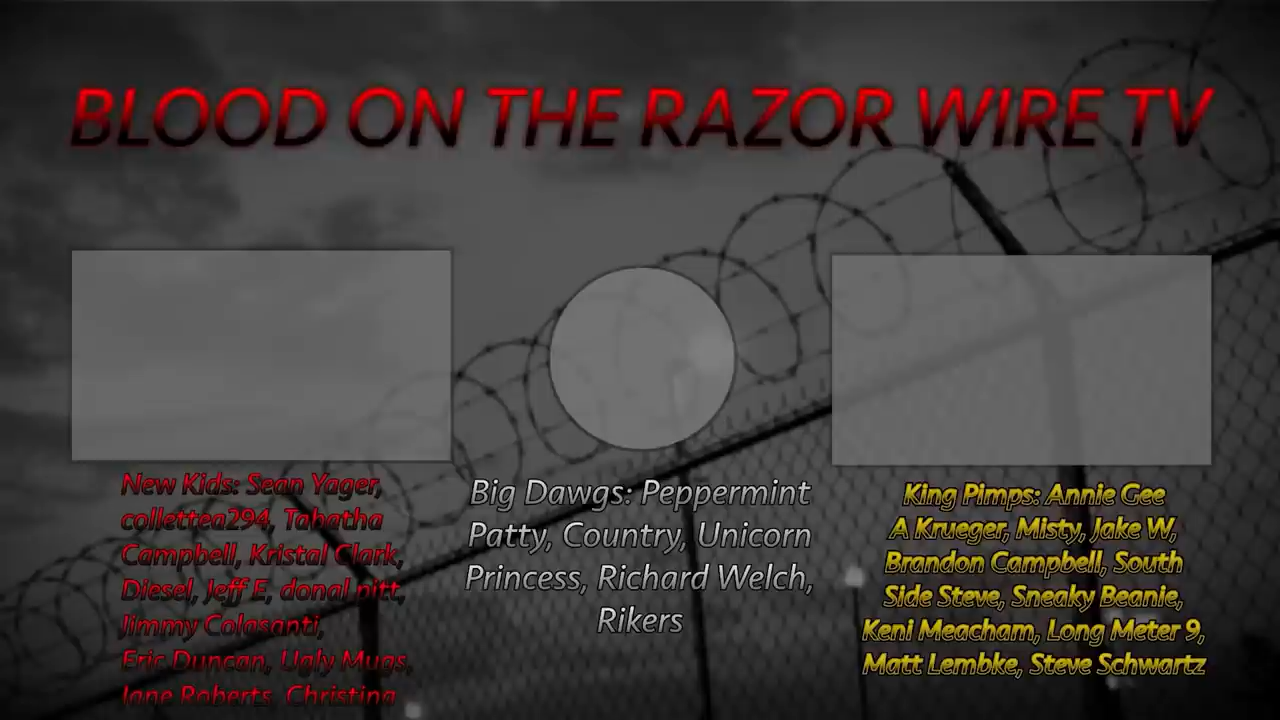 BLOOD ON THE RAZOR WIRE TV
New Kids: Sean Yager,
collettea294, Tabatha
Campbell, Kristal Clark,
Diesel, Jeff E, donal pitt,
Jimmy Colasanti,
Eric Duncan, Ugly Mugs,
Jane Roberts, Christina
Big Dawgs: Peppermint
Patty, Country, Unicorn
Princess, Richard Welch,
Rikers
King Pimps: Annie Gee
A Krueger, Misty, Jake W,
Brandon Campbell, South
Side Steve, Sneaky Beanie,
Keni Meacham, Long Meter 9,
Matt Lembke, Steve Schwartz